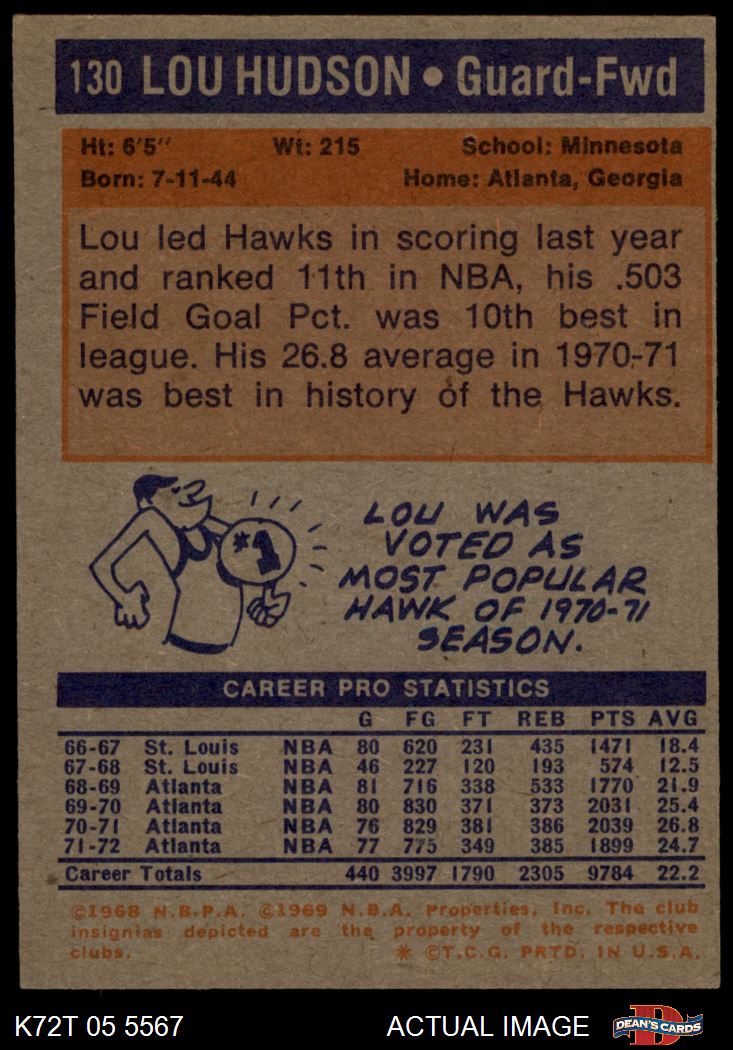 130 LOU HUDSON • Guard-Fwd
Ht: 6'5" Wt: 215 School: Minnesota
Born: 7-11-44 Home: Atlanta, Georgia
Lou led Hawks in scoring last year
and ranked 11th in NBA, his .503
Field Goal Pct. was 10th best in
league. His 26.8 average in 1970-71
was best in history of the Hawks.
#1
LOU WAS
VOTED AS
MOST POPULAR
HAWK OF 1970-71
SEASON.
CAREER PRO STATISTICS
G FG FT REB PTS AVG
66-67 St. Louis NBA 80 620 231 435 1471 18.4
67-68 St. Louis NBA 46 227 120 193 574 12.5
68-69 Atlanta NBA 81 716 338 533 1770 21.9
69-70 Atlanta NBA 80 830 371 373 2031 25.4
70-71 Atlanta NBA 76 829 381 386 2039 26.8
71-72 Atlanta NBA 77 775 349 385 1899 24.7
Career Totals 440 3997 1790 2305 9784 22.2
©1968 N.B.P.A. ©1969 N.B.A. Properties, Inc. The club
insignias depicted are the property of the respective
clubs. * ©T.C.G. PRTD. IN U.S.A.
K72T 05 5567 ACTUAL IMAGE DEAN'S CARDS